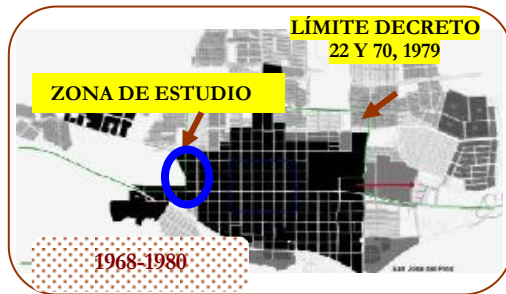 LÍMITE DECRETO
22 Y 70, 1979
ZONA DE ESTUDIO
1968-1980
San José del Pino